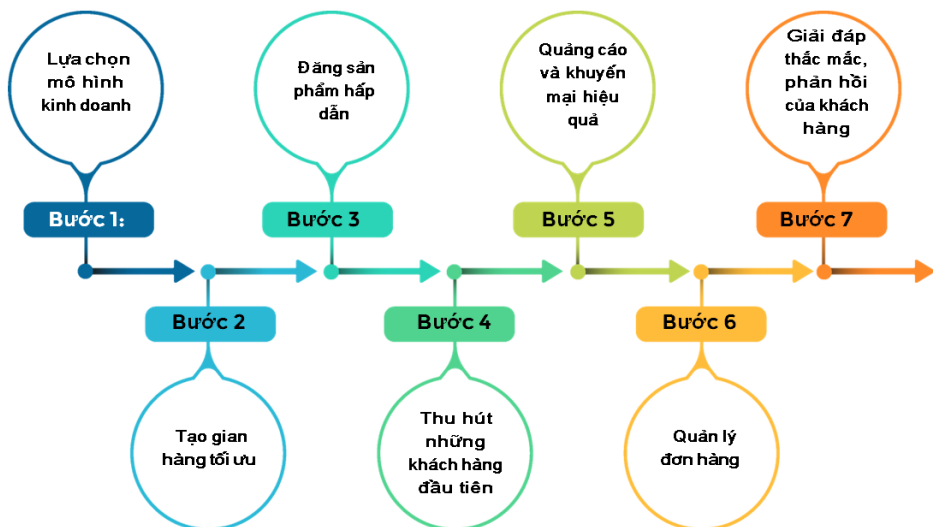 Bước 1:
Lựa chọn
mô hình
kinh doanh
Bước 2
Tạo gian
hàng tối ưu
Bước 3
Đăng sản
phẩm hấp
dẫn
Bước 4
Thu hút
những
khách hàng
đầu tiên
Bước 5
Quảng cáo
và khuyến
mại hiệu
quả
Bước 6
Quản lý
đơn hàng
Bước 7
Giải đáp
thắc mắc,
phản hồi
của khách
hàng